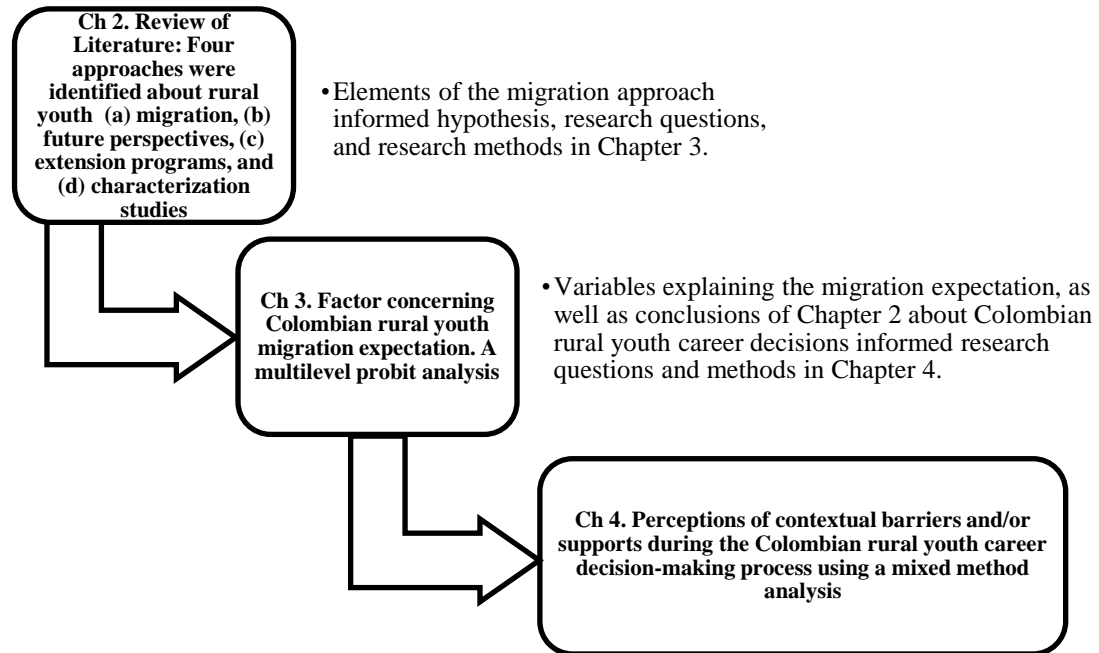 Ch 2. Review of
Literature: Four
approaches were
identified about rural
youth (a) migration, (b)
future perspectives, (c)
extension programs, and
(d) characterization
studies
•Elements of the migration approach
informed hypothesis, research questions,
and research methods in Chapter 3.
Ch 3. Factor concerning
Colombian rural youth
migration expectation. A
multilevel probit analysis
•Variables explaining the migration expectation, as
well as conclusions of Chapter 2 about Colombian
rural youth career decisions informed research
questions and methods in Chapter 4.
Ch 4. Perceptions of contextual barriers and/or
supports during the Colombian rural youth career
decision-making process using a mixed method
analysis